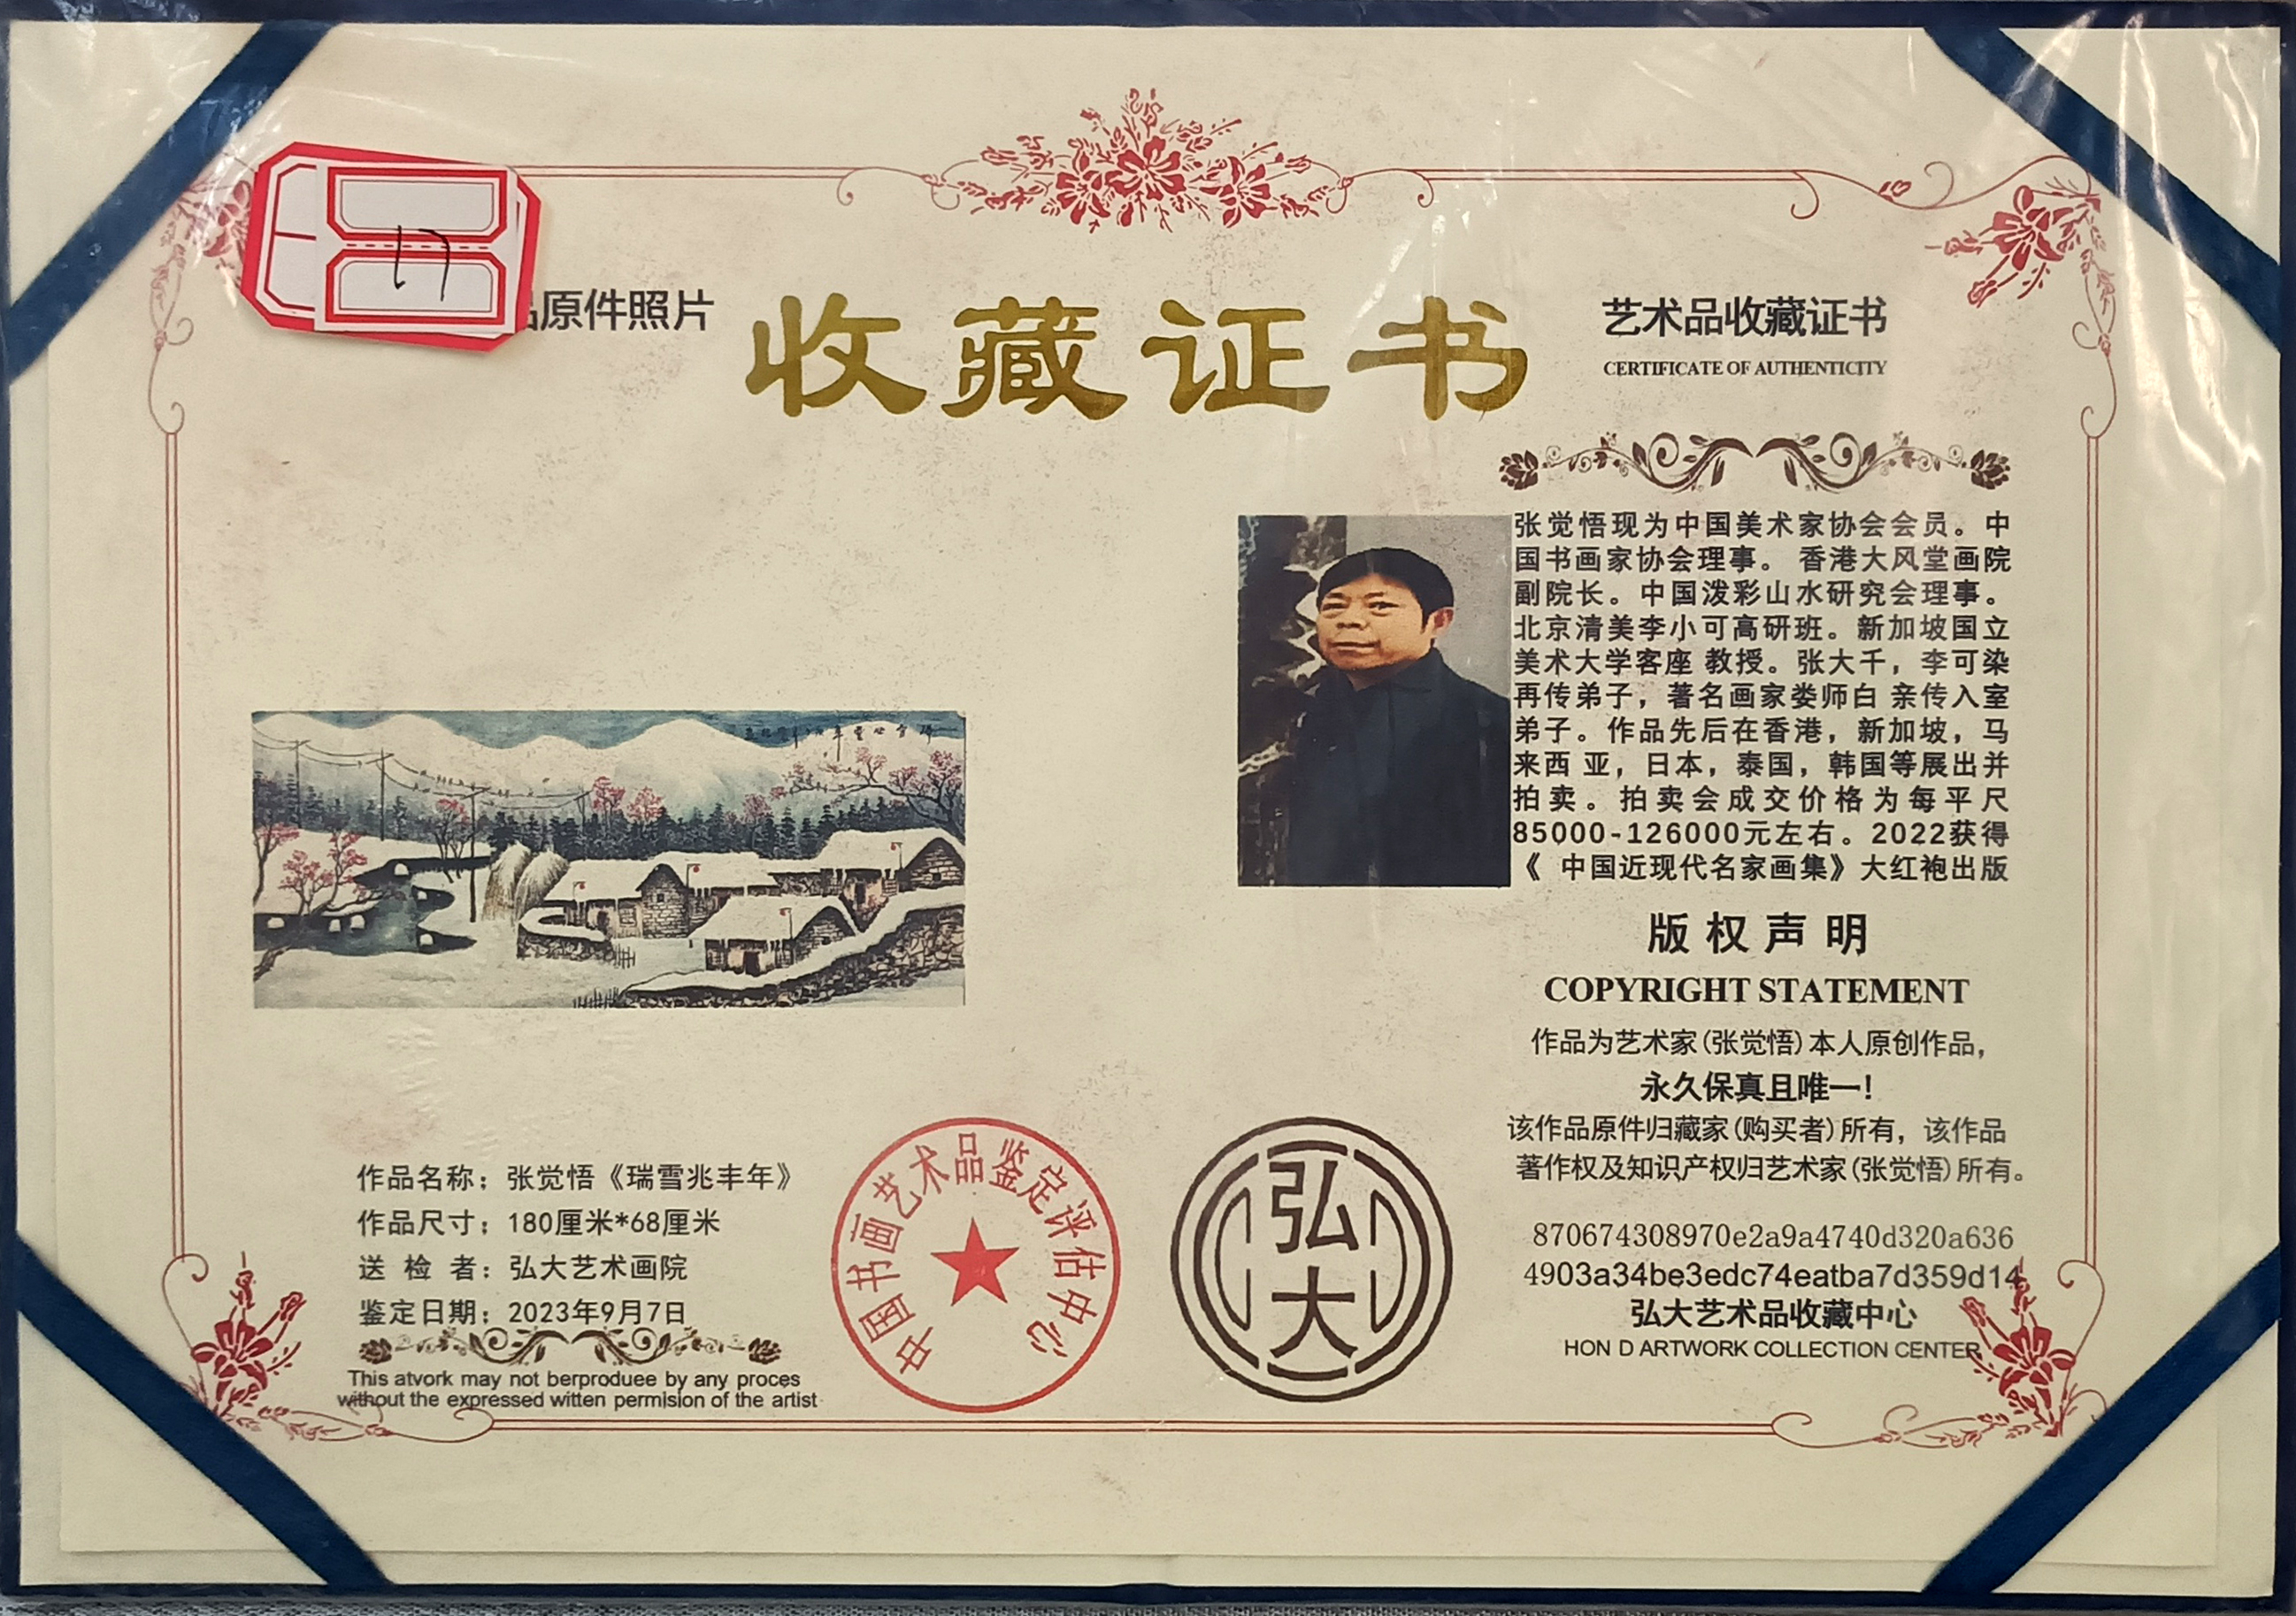 17
品原件照片
收藏证书
艺术品收藏证书
CERTIFICATE OF AUTHENTICITY
张觉悟现为中国美术家协会会员。中
国书画家协会理事。 香港大风堂画院
副院长。中国泼彩山水研究会理事。
北京清美李小可高研班。新加坡国立
美术大学客座 教授。张大千，李可染
再传弟子，著名画家娄师白 亲传入室
弟子。作品先后在香港，新加坡，马
来西 亚，日本，泰国，韩国等展出并
拍卖。拍卖会成交价格为每平尺
85000-126000元左右。2022获得
《 中国近现代名家画集》大红袍出版
版权声明
COPYRIGHT STATEMENT
作品为艺术家(张觉悟)本人原创作品，
永久保真且唯一！
该作品原件归藏家(购买者)所有，该作品
著作权及知识产权归艺术家(张觉悟)所有。
870674308970e2a9a4740d320a636
4903a34be3edc74eatba7d359d14
弘大艺术品收藏中心
HON D ARTWORK COLLECTION CENTER
作品名称；张觉悟《瑞雪兆丰年》
作品尺寸；180厘米*68厘米
送 检 者：弘大艺术画院
鉴定日期；2023年9月7日
This atvork may not berproduee by any proces
without the expressed witten permision of the artist
中国书画艺术品鉴定评估中心
弘大